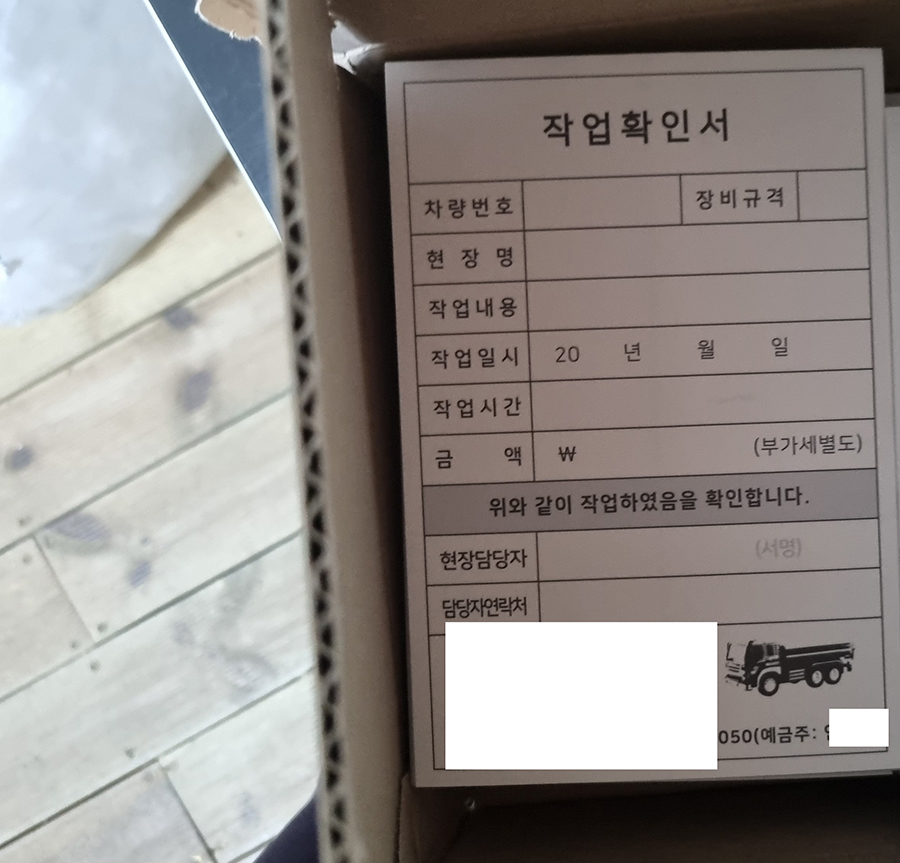 작업확인서
차량번호 장비규격
현장명
작업내용
작업일시 20 년 월 일
작업시간
금액 ₩ (부가세별도)
위와 같이 작업하였음을 확인합니다.
현장담당자 (서명)
담당자연락처
050(예금주: